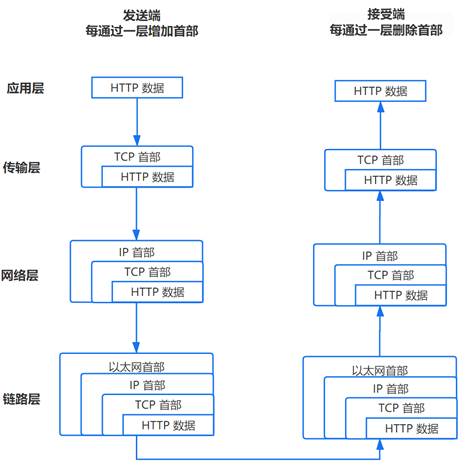 发送端
每通过一层增加首部
接受端
每通过一层删除首部
应用层
HTTP 数据
HTTP 数据
传输层
TCP 首部
HTTP 数据
TCP 首部
HTTP 数据
网络层
IP 首部
TCP 首部
HTTP 数据
IP 首部
TCP 首部
HTTP 数据
链路层
以太网首部
IP 首部
TCP 首部
HTTP 数据
以太网首部
IP 首部
TCP 首部
HTTP 数据